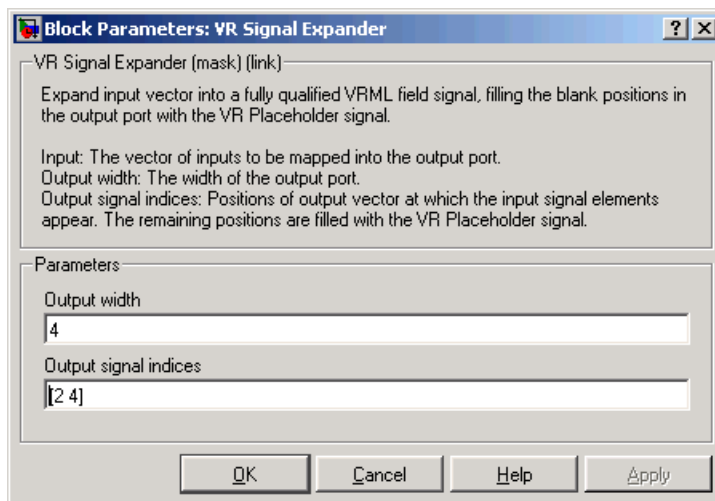 Block Parameters: VR Signal Expander
VR Signal Expander (mask) (link)
Expand input vector into a fully qualified VRML field signal, filling the blank positions in
the output port with the VR Placeholder signal.
Input: The vector of inputs to be mapped into the output port.
Output width: The width of the output port.
Output signal indices: Positions of output vector at which the input signal elements
appear. The remaining positions are filled with the VR Placeholder signal.
Parameters
Output width
4
Output signal indices
[2 4]
OK Cancel Help Apply